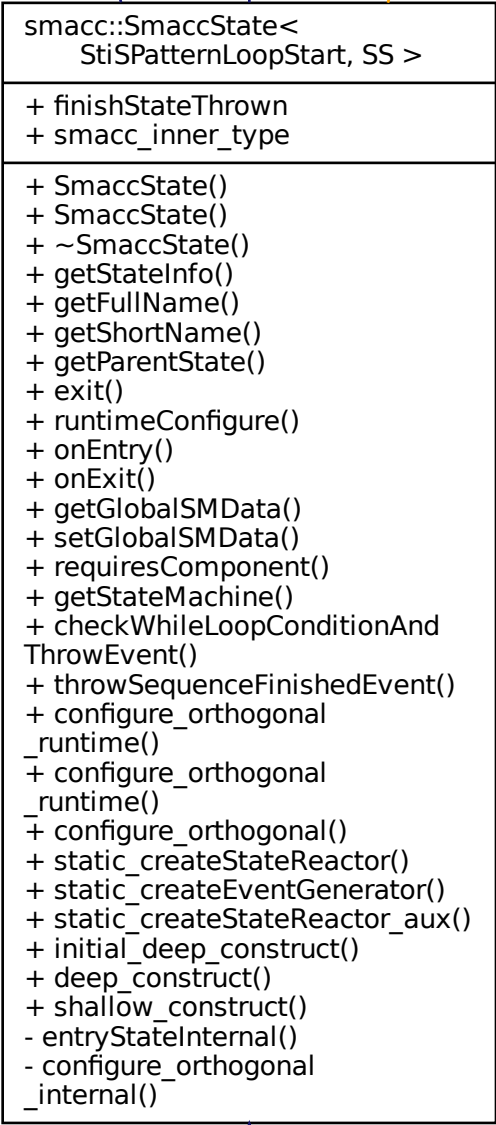 smacc::SmaccState<
StiSPatternLoopStart, SS >
+ finishStateThrown
+ smacc_inner_type
+ SmaccState()
+ SmaccState()
+ ~SmaccState()
+ getStateInfo()
+ getFullName()
+ getShortName()
+ getParentState()
+ exit()
+ runtimeConfigure()
+ onEntry()
+ onExit()
+ getGlobalSMData()
+ setGlobalSMData()
+ requiresComponent()
+ getStateMachine()
+ checkWhileLoopConditionAnd
ThrowEvent()
+ throwSequenceFinishedEvent()
+ configure_orthogonal
_runtime()
+ configure_orthogonal
_runtime()
+ configure_orthogonal()
+ static_createStateReactor()
+ static_createEventGenerator()
+ static_createStateReactor_aux()
+ initial_deep_construct()
+ deep_construct()
+ shallow_construct()
- entryStateInternal()
- configure_orthogonal
_internal()